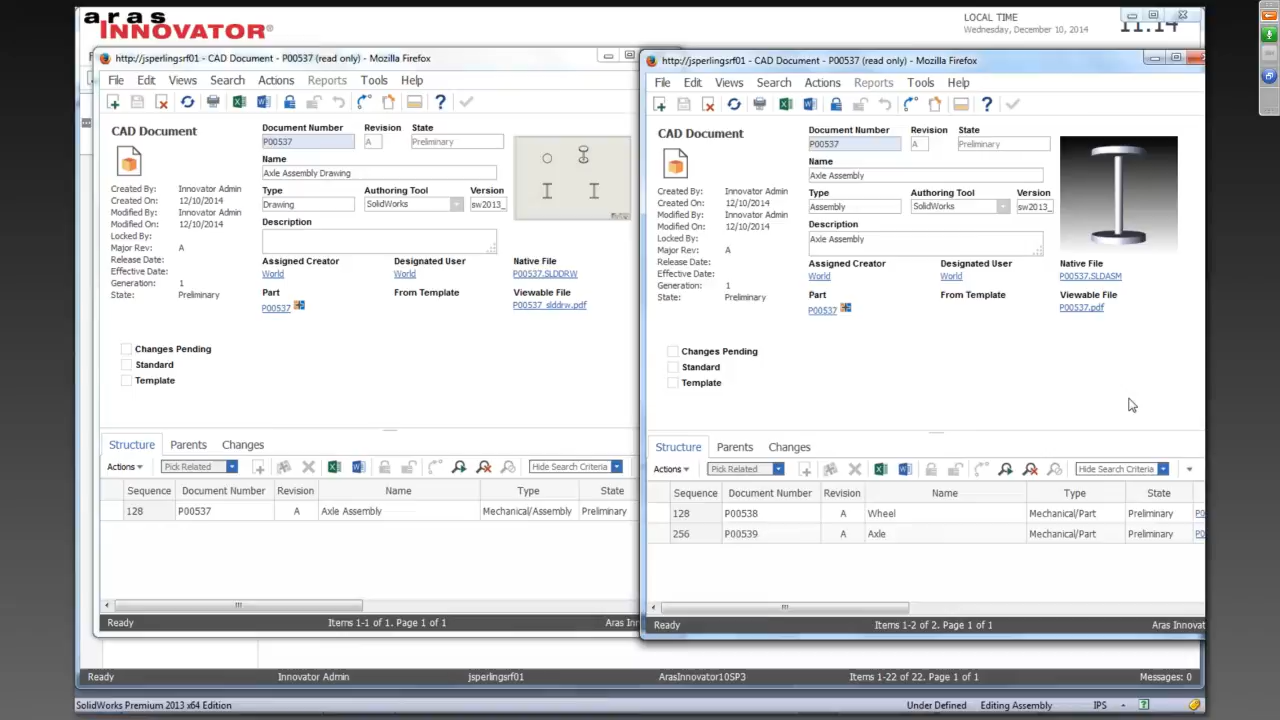 aras
INNOVATOR®
LOCAL TIME
Wednesday, December 10, 2014
11:14
http://jsperlingsrf01 - CAD Document - P00537 (read only) - Mozilla Firefox
File Edit Views Search Actions Reports Tools Help
CAD Document
Document Number Revision State
P00537 A Preliminary
Name
Axle Assembly Drawing
Type Authoring Tool Version
Drawing SolidWorks sw2013_
Description
Created By: Innovator Admin
Created On: 12/10/2014
Modified By: Innovator Admin
Modified On: 12/10/2014
Locked By:
Major Rev: A
Release Date:
Effective Date:
Generation: 1
State: Preliminary
Assigned Creator Designated User Native File
World World P00537.SLDDRW
Part From Template Viewable File
P00537 P00537_slddrw.pdf
Changes Pending
Standard
Template
Structure Parents Changes
Actions Pick Related Hide Search Criteria
Sequence Document Number Revision Name Type State
128 P00537 A Axle Assembly Mechanical/Assembly Preliminary
Ready Items 1-1 of 1. Page 1 of 1 Aras In
http://jsperlingsrf01 - CAD Document - P00537 (read only) - Mozilla Firefox
File Edit Views Search Actions Reports Tools Help
CAD Document
Document Number Revision State
P00537 A Preliminary
Name
Axle Assembly
Type Authoring Tool Version
Assembly SolidWorks sw2013_
Description
Axle Assembly
Created By: Innovator Admin
Created On: 12/10/2014
Modified By: Innovator Admin
Modified On: 12/10/2014
Locked By:
Major Rev: A
Release Date:
Effective Date:
Generation: 1
State: Preliminary
Assigned Creator Designated User Native File
World World P00537.SLDASM
Part From Template Viewable File
P00537 P00537.pdf
Changes Pending
Standard
Template
Structure Parents Changes
Actions Pick Related Hide Search Criteria
Sequence Document Number Revision Name Type State
128 P00538 A Wheel Mechanical/Part Preliminary P0
256 P00539 A Axle Mechanical/Part Preliminary P0
Ready Items 1-2 of 2. Page 1 of 1 Aras Innovat
Ready Innovator Admin jsperlingsrf01 ArasInnovator10SP3 Items 1-22 of 22. Page 1 of 1 Messages: 0
SolidWorks Premium 2013 x64 Edition Under Defined Editing Assembly IPS